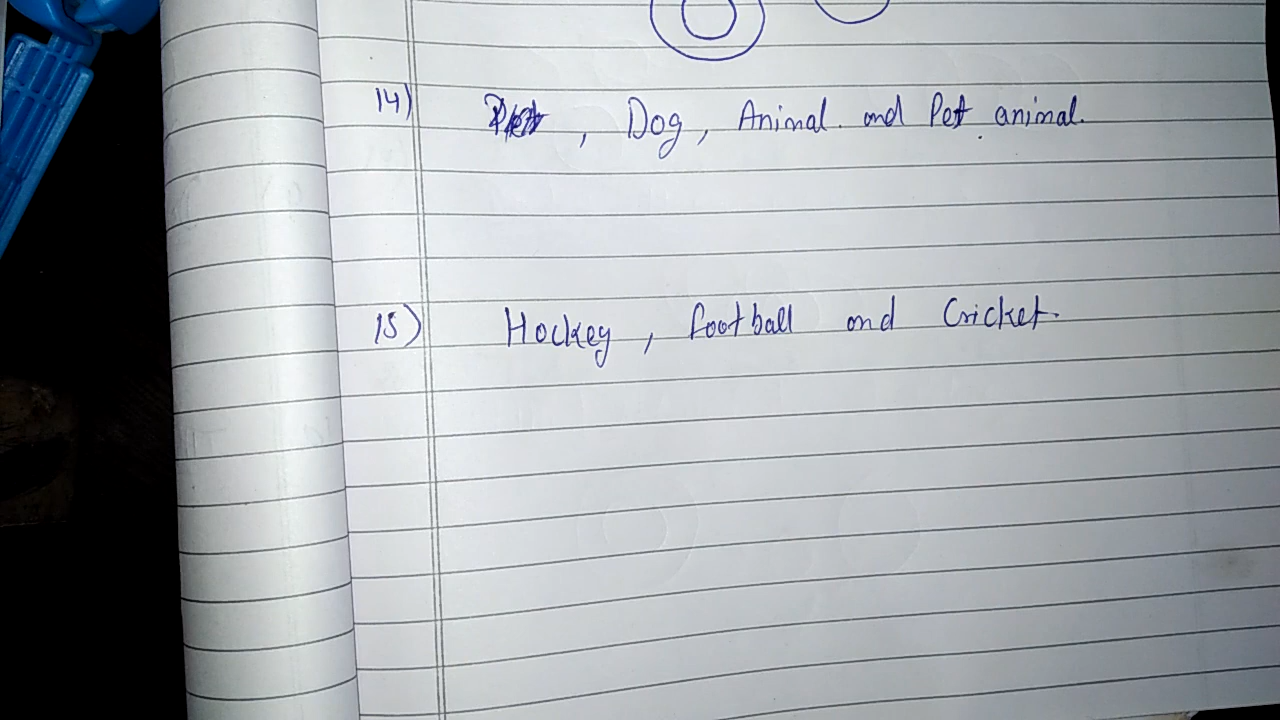 14) , Dog, Animal. and Pet animal.
15) Hockey, football and Cricket.